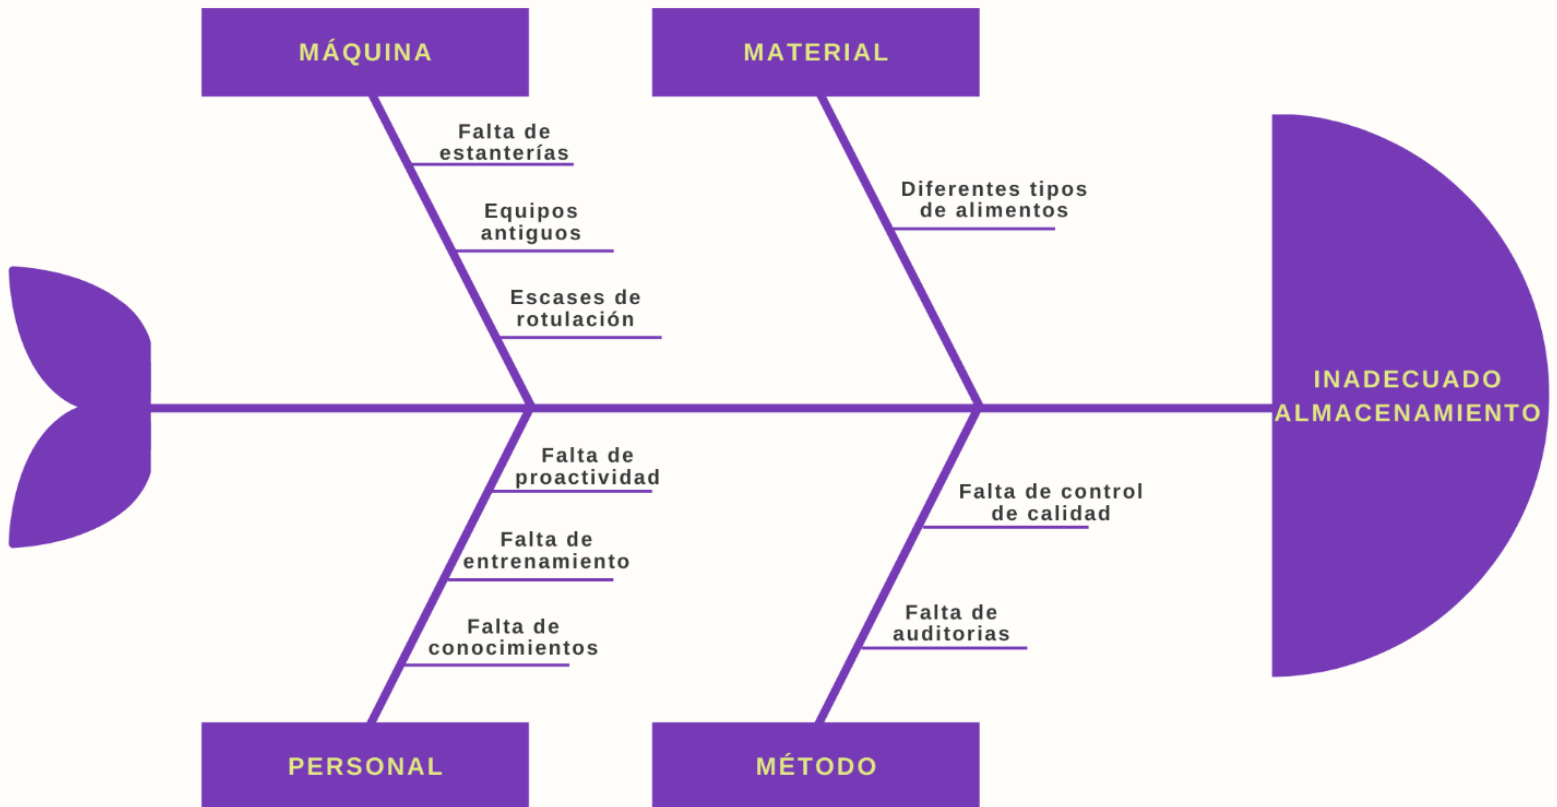 MÁQUINA
Falta de
estanterías
Equipos
antiguos
Escases de
rotulación
MATERIAL
Diferentes tipos
de alimentos
INADECUADO
ALMACENAMIENTO
Falta de
proactividad
Falta de
entrenamiento
Falta de
conocimientos
PERSONAL
Falta de control
de calidad
Falta de
auditorias
MÉTODO